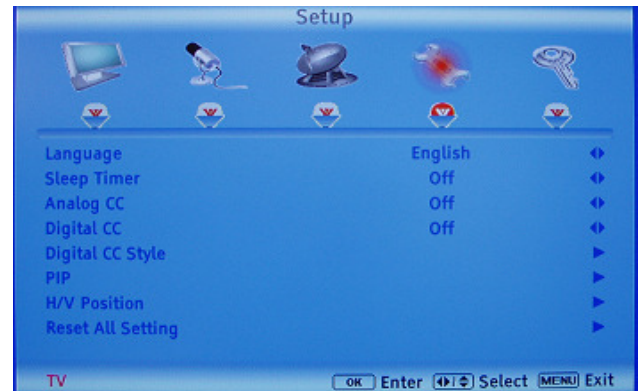 Setup
Language English
Sleep Timer Off
Analog CC Off
Digital CC Off
Digital CC Style
PIP
H/V Position
Reset All Setting
TV OK Enter Select MENU Exit